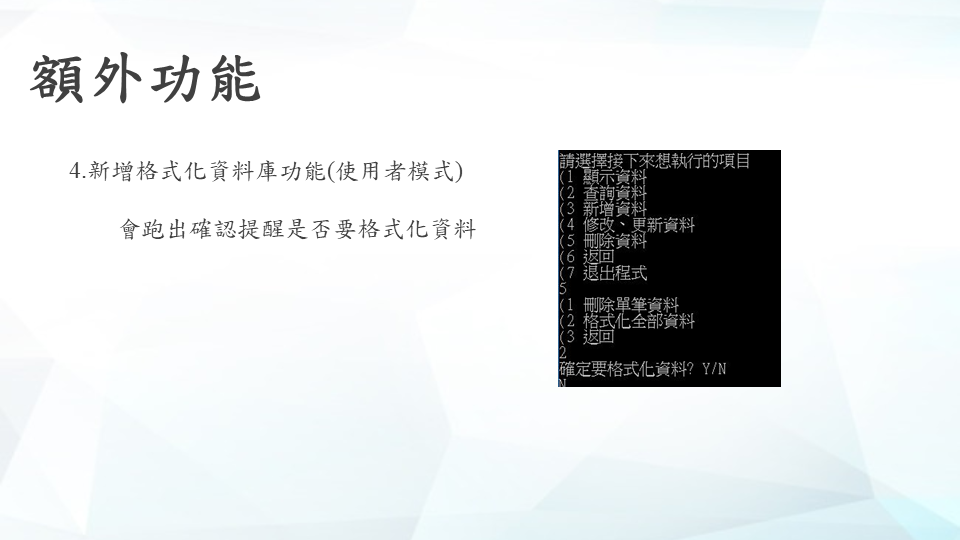 額外功能
4.新增格式化資料庫功能(使用者模式)
會跑出確認提醒是否要格式化資料
請選擇接下來想執行的項目
(1 顯示資料
(2 查詢資料
(3 新增資料
(4 修改、更新資料
(5 刪除資料
(6 返回
(7 退出程式
5
(1 刪除單筆資料
(2 格式化全部資料
(3 返回
2
確定要格式化資料? Y/N
N